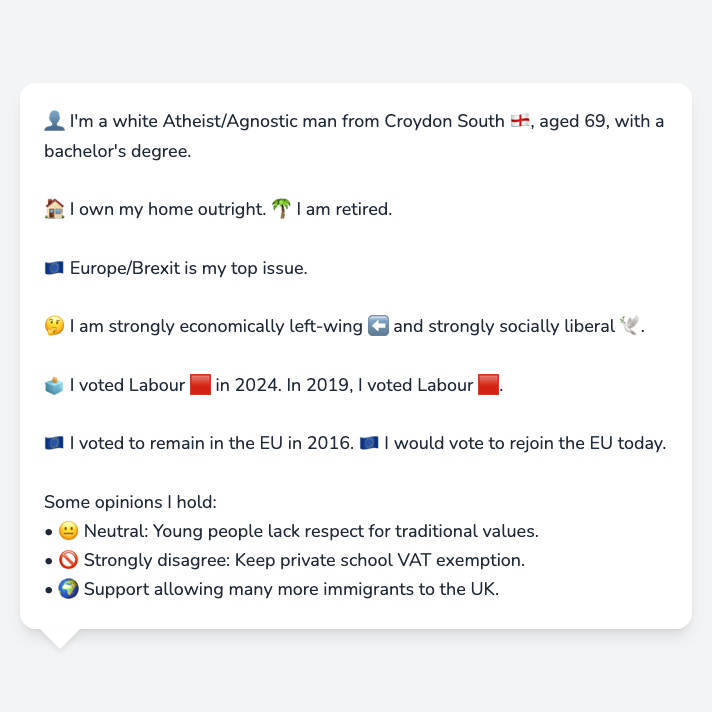 👤 I'm a white Atheist/Agnostic man from Croydon South 🏴󠁧󠁢󠁥󠁮󠁧󠁿, aged 69, with a
bachelor's degree.
🏠 I own my home outright. 🌴 I am retired.
🇪🇺 Europe/Brexit is my top issue.
🤔 I am strongly economically left-wing ⬅️ and strongly socially liberal 🕊️.
🗳️ I voted Labour 🟥 in 2024. In 2019, I voted Labour 🟥.
🇪🇺 I voted to remain in the EU in 2016. 🇪🇺 I would vote to rejoin the EU today.
Some opinions I hold:
• 😐 Neutral: Young people lack respect for traditional values.
• 🚫 Strongly disagree: Keep private school VAT exemption.
• 🌍 Support allowing many more immigrants to the UK.